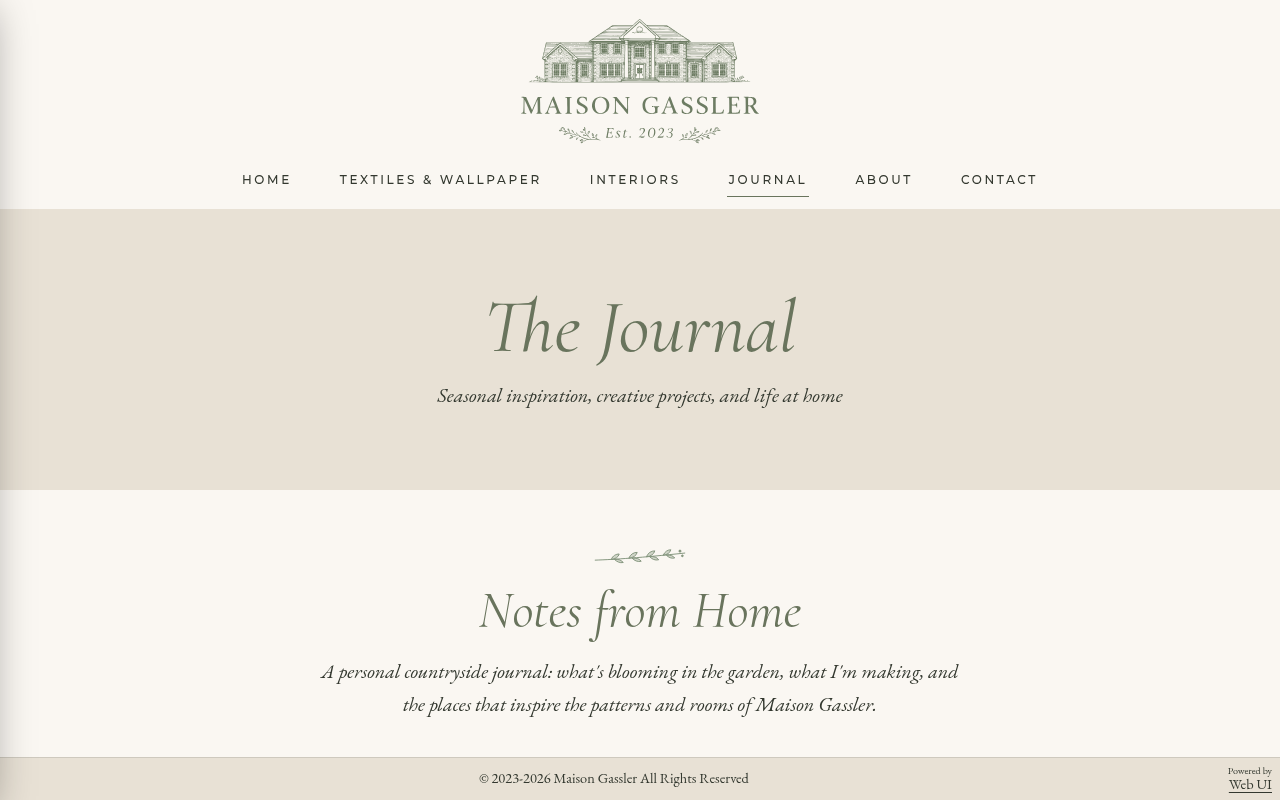 MAISON GASSLER
Est. 2023
HOME TEXTILES & WALLPAPER INTERIORS JOURNAL ABOUT CONTACT
The Journal
Seasonal inspiration, creative projects, and life at home
Notes from Home
A personal countryside journal: what's blooming in the garden, what I'm making, and
the places that inspire the patterns and rooms of Maison Gassler.
© 2023-2026 Maison Gassler All Rights Reserved
Powered by
Web UI